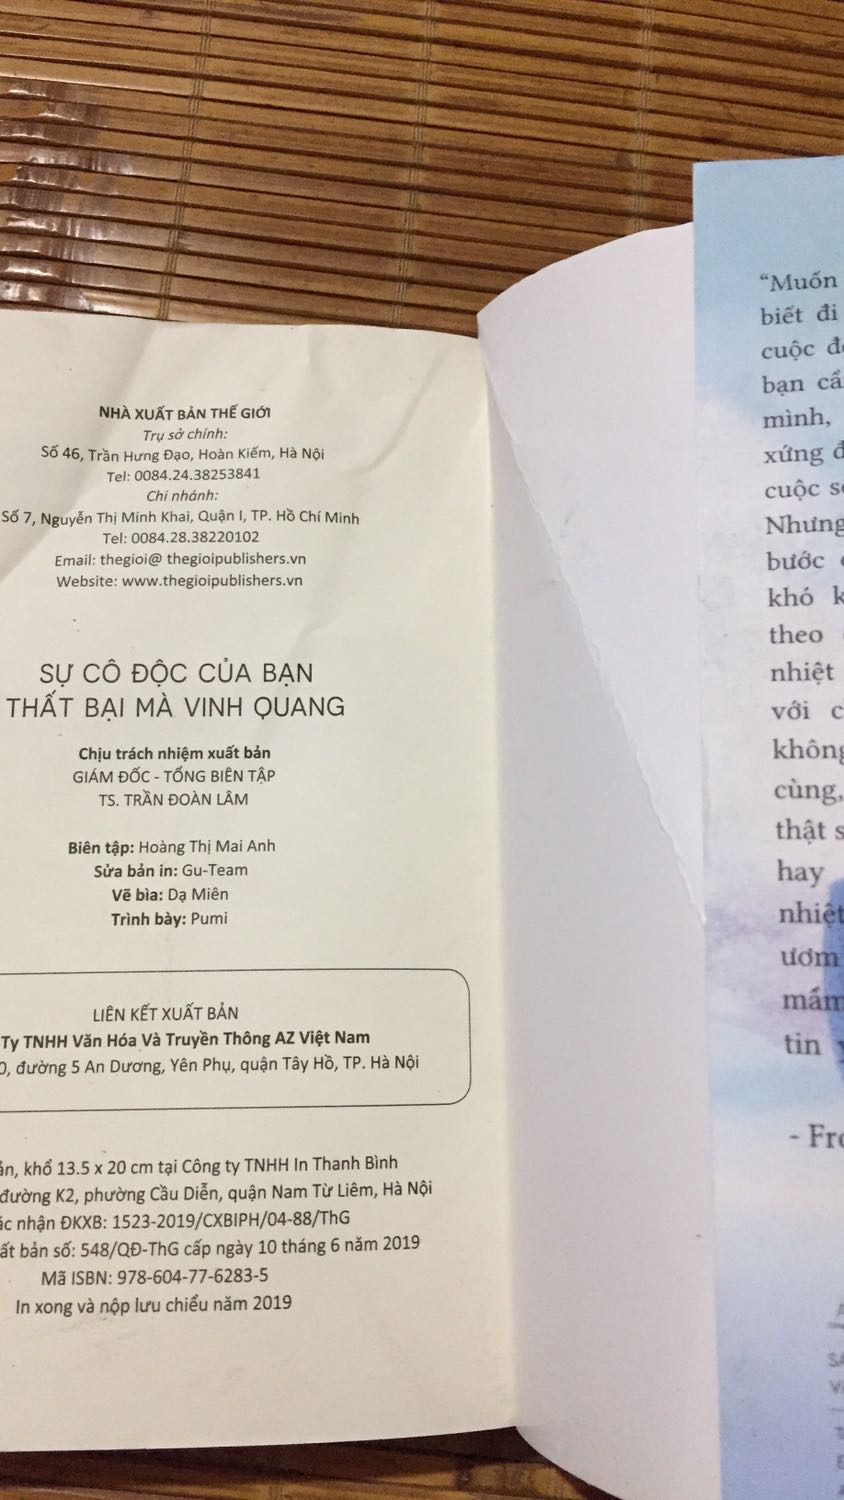 NHÀ XUẤT BẢN THẾ GIỚI
Trụ sở chính:
Số 46, Trần Hưng Đạo, Hoàn Kiếm, Hà Nội
Tel: 0084.24.38253841
Chi nhánh:
Số 7, Nguyễn Thị Minh Khai, Quận I, TP. Hồ Chí Minh
Tel: 0084.28.38220102
Email: thegioi@ thegioipublishers.vn
Website: www.thegioipublishers.vn
SỰ CÔ ĐỘC CỦA BẠN
THẤT BẠI MÀ VINH QUANG
Chịu trách nhiệm xuất bản
GIÁM ĐỐC - TỔNG BIÊN TẬP
TS. TRẦN ĐOÀN LÂM
Biên tập: Hoàng Thị Mai Anh
Sửa bản in: Gu-Team
Vẽ bìa: Dạ Miên
Trình bày: Pumi
LIÊN KẾT XUẤT BẢN
Ty TNHH Văn Hóa Và Truyền Thông AZ Việt Nam
đường 5 An Dương, Yên Phụ, quận Tây Hồ, TP. Hà Nội
khổ 13.5 x 20 cm tại Công ty TNHH In Thanh Bình
đường K2, phường Cầu Diễn, quận Nam Từ Liêm, Hà Nội
nhận ĐKXB: 1523-2019/CXBIPH/04-88/ThG
bản số: 548/QĐ-ThG cấp ngày 10 tháng 6 năm 2019
Mã ISBN: 978-604-77-6283-5
In xong và nộp lưu chiểu năm 2019
“Muốn
biết đi
cuộc
bạn
mình,
xứng
cuộc
Nhưng
bước
khó
theo
nhiệt
với
không
cùng,
thật
hay
nhiệt
ươm
mầm
tin
-